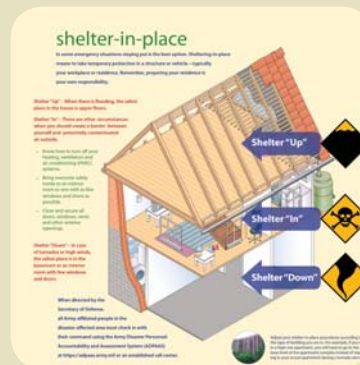 shelter-in-place
In some emergency situations staying put is the best option. Sheltering-in-place
means to take temporary protection in a structure or vehicle – typically
your workplace or residence. Remember, preparing your residence is
your own responsibility.
Shelter "Up" – When there is flooding, the safest
place in the house is upper floors.
Shelter "In" – There are other circumstances
when you should create a barrier between
yourself and potentially contaminated
air outside.
Know how to turn off your
heating, ventilation and
air conditioning (HVAC)
systems.
Bring everyone safely
inside to an interior
room or one with as few
windows and doors as
possible.
Close and secure all
doors, windows, vents
and other exterior
openings.
Shelter "Down" – In case
of tornados or high winds,
the safest place is in the
basement or an interior
room with few windows
and doors.
Shelter "Up"
Shelter "In"
Shelter "Down"
When directed by the
Secretary of Defense,
all Army-affiliated people in the
disaster affected area must check in with
their command using the Army Disaster Personnel
Accountability and Assessment System (ADPAAS)
at https://adpaas.army.mil or an established call center.